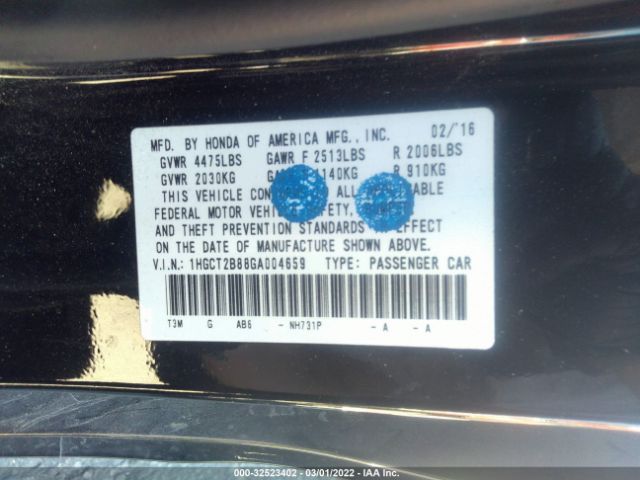 MFD. BY HONDA OF AMERICA MFG., INC. 02/'16
GVWR 4475LBS GAWR F 2513LBS R 2006LBS
GVWR 2030KG 1140KG R 910KG
THIS VEHICLE ALL
FEDERAL MOTOR
AND THEFT PREVENTION STANDARDS EFFECT
ON THE DATE OF MANUFACTURE SHOWN ABOVE.
V.I.N.: 1HGCT2B88GA004659 TYPE: PASSENGER CAR
T3M G AB6 - NH731P - A - A
000-32523402 - 03/01/2022 - IAA Inc.